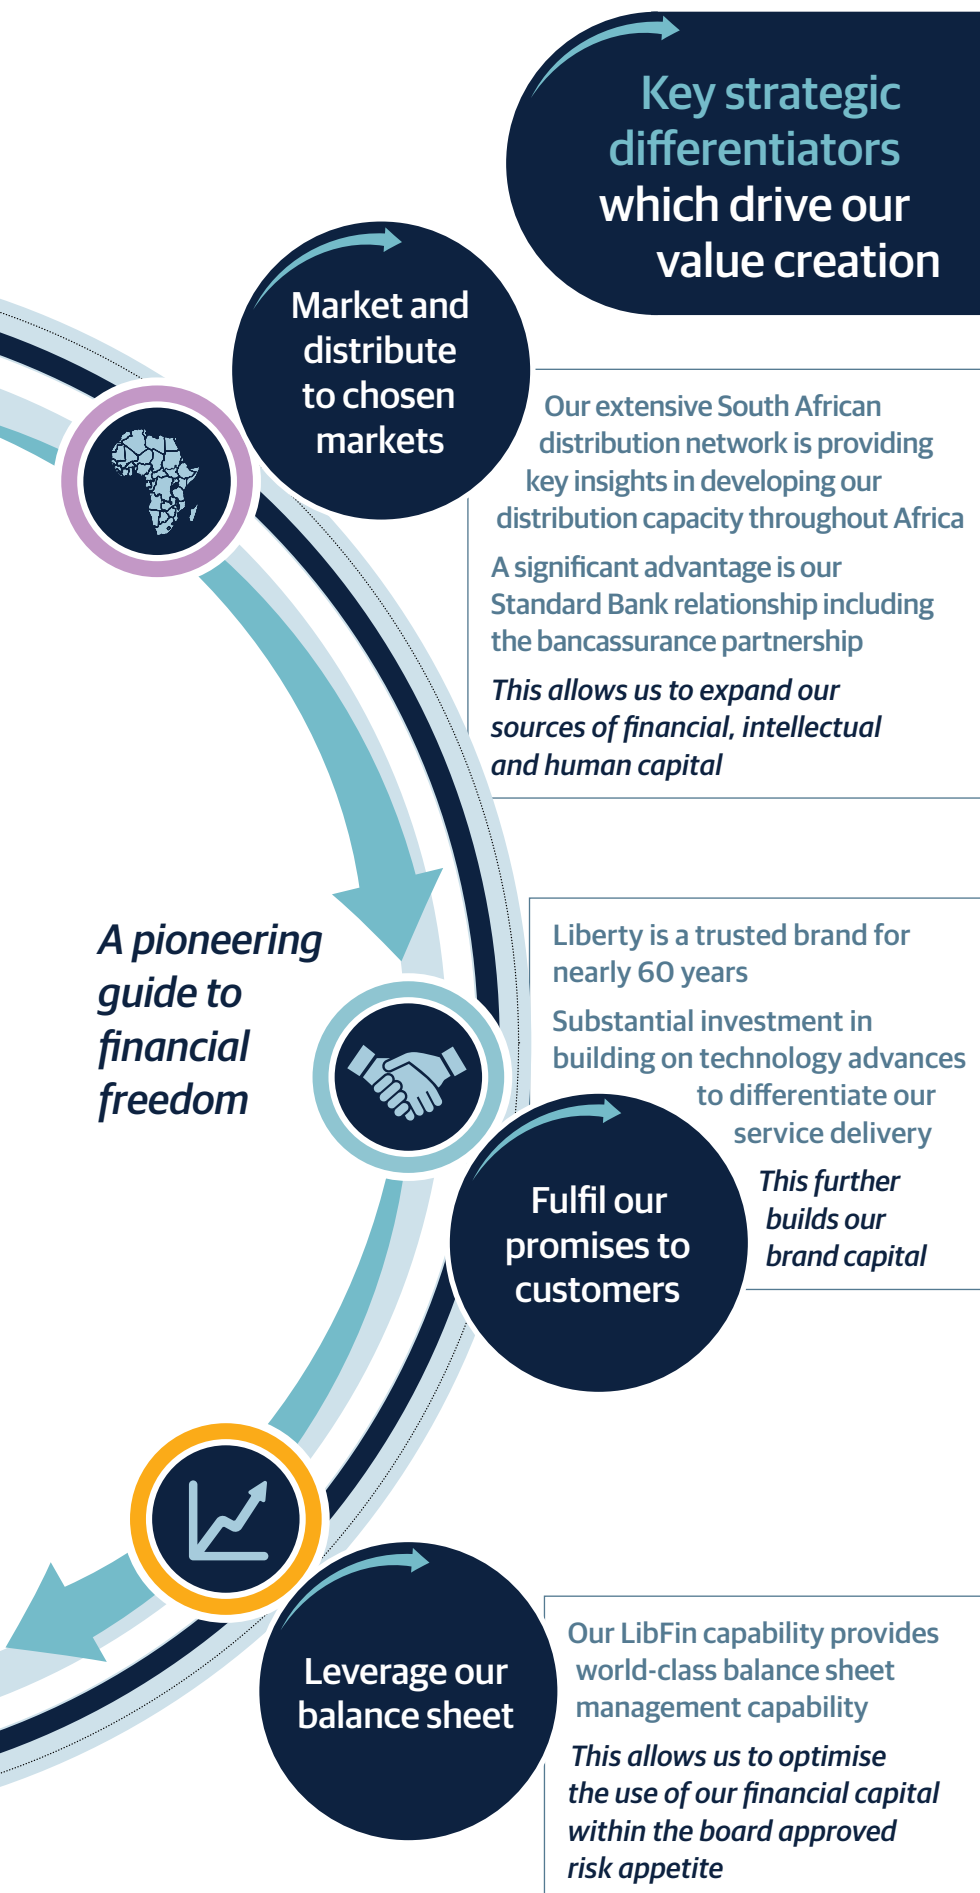 Key strategic
differentiators
which drive our
value creation
Market and
distribute
to chosen
markets
Our extensive South African
distribution network is providing
key insights in developing our
distribution capacity throughout Africa
A significant advantage is our
Standard Bank relationship including
the bancassurance partnership
This allows us to expand our
sources of financial, intellectual
and human capital
A pioneering
guide to
financial
freedom
Liberty is a trusted brand for
nearly 60 years
Substantial investment in
building on technology advances
to differentiate our
service delivery
This further
builds our
brand capital
Fulfil our
promises to
customers
Leverage our
balance sheet
Our LibFin capability provides
world-class balance sheet
management capability
This allows us to optimise
the use of our financial capital
within the board approved
risk appetite